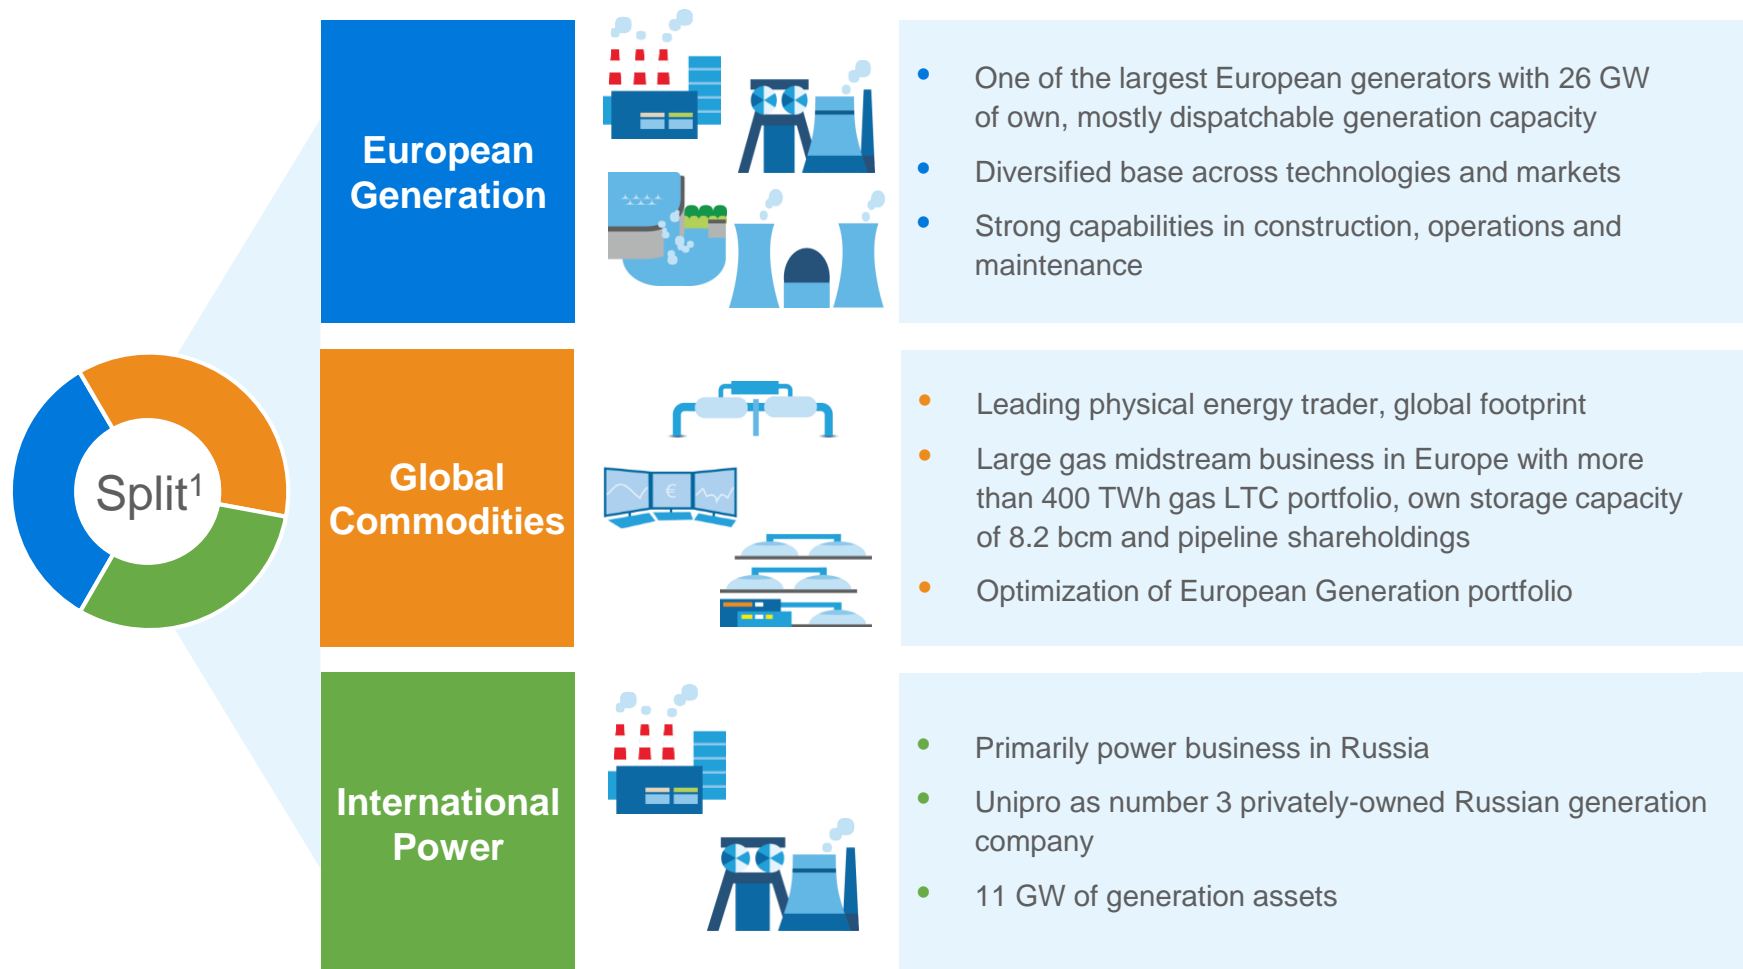 Split¹
European
Generation
• One of the largest European generators with 26 GW
of own, mostly dispatchable generation capacity
• Diversified base across technologies and markets
• Strong capabilities in construction, operations and
maintenance
Global
Commodities
€
• Leading physical energy trader, global footprint
• Large gas midstream business in Europe with more
than 400 TWh gas LTC portfolio, own storage capacity
of 8.2 bcm and pipeline shareholdings
• Optimization of European Generation portfolio
International
Power
• Primarily power business in Russia
• Unipro as number 3 privately-owned Russian generation
company
• 11 GW of generation assets